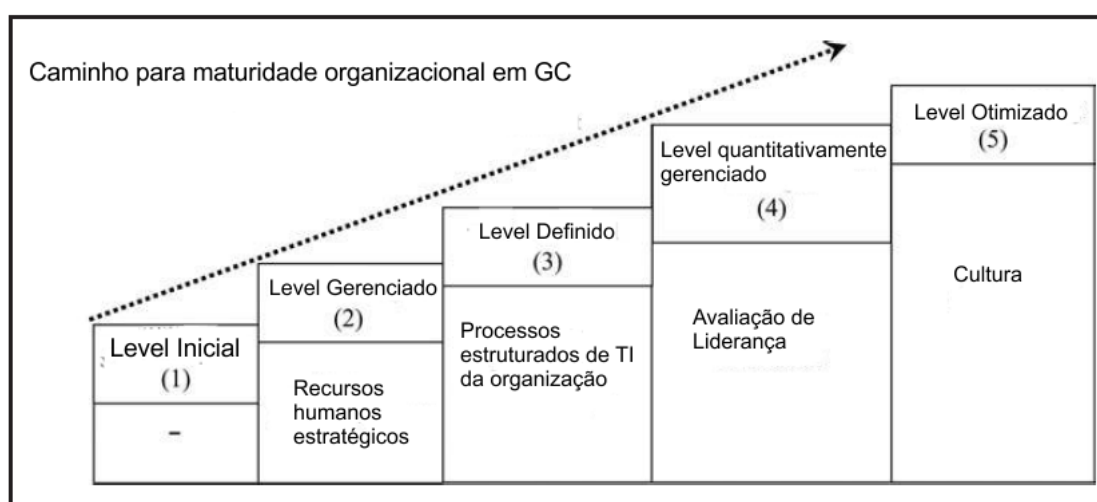 Caminho para maturidade organizacional em GC
Level Inicial
(1)
-
Level Gerenciado
(2)
Recursos
humanos
estratégicos
Level Definido
(3)
Processos
estruturados de TI
da organização
Level quantitativamente
gerenciado
(4)
Avaliação de
Liderança
Level Otimizado
(5)
Cultura